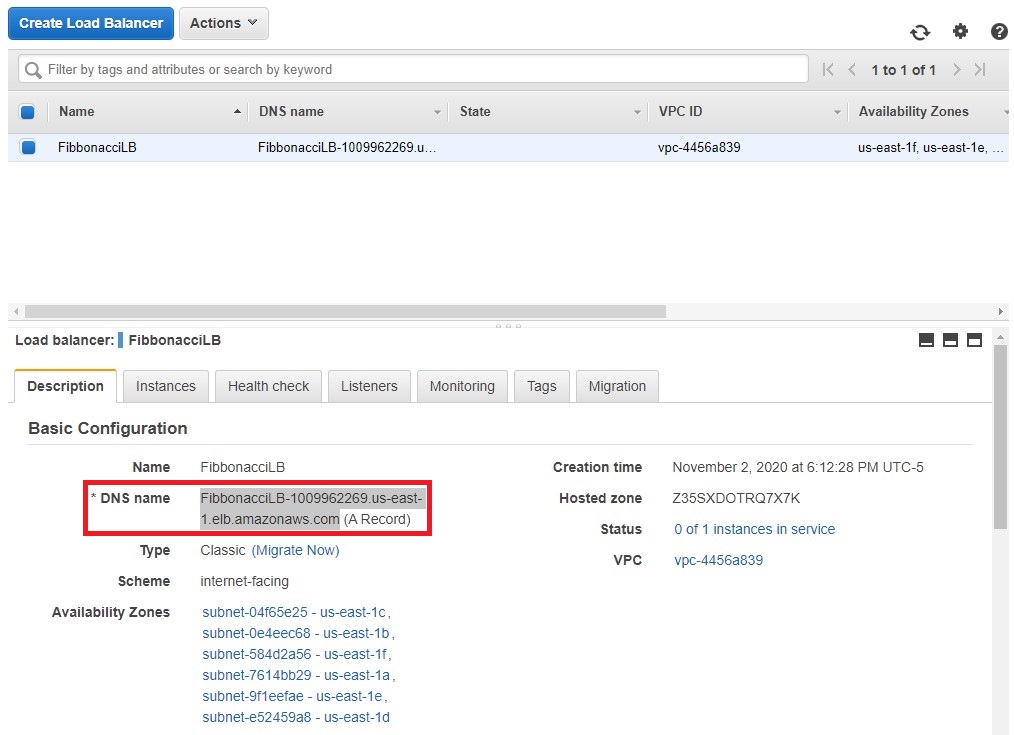 Create Load Balancer Actions
Filter by tags and attributes or search by keyword 1 to 1 of 1
Name DNS name State VPC ID Availability Zones
FibbonacciLB FibbonacciLB-1009962269.u... vpc-4456a839 us-east-1f, us-east-1e, ...
Load balancer: FibbonacciLB
Description Instances Health check Listeners Monitoring Tags Migration
Basic Configuration
Name FibbonacciLB Creation time November 2, 2020 at 6:12:28 PM UTC-5
* DNS name FibbonacciLB-1009962269.us-east- Hosted zone Z35SXDOTRQ7X7K
1.elb.amazonaws.com (A Record)
Status 0 of 1 instances in service
Type Classic (Migrate Now) VPC vpc-4456a839
Scheme internet-facing
Availability Zones subnet-04f65e25 - us-east-1c,
subnet-0e4eec68 - us-east-1b,
subnet-584d2a56 - us-east-1f,
subnet-7614bb29 - us-east-1a,
subnet-9f1eefae - us-east-1e,
subnet-e52459a8 - us-east-1d